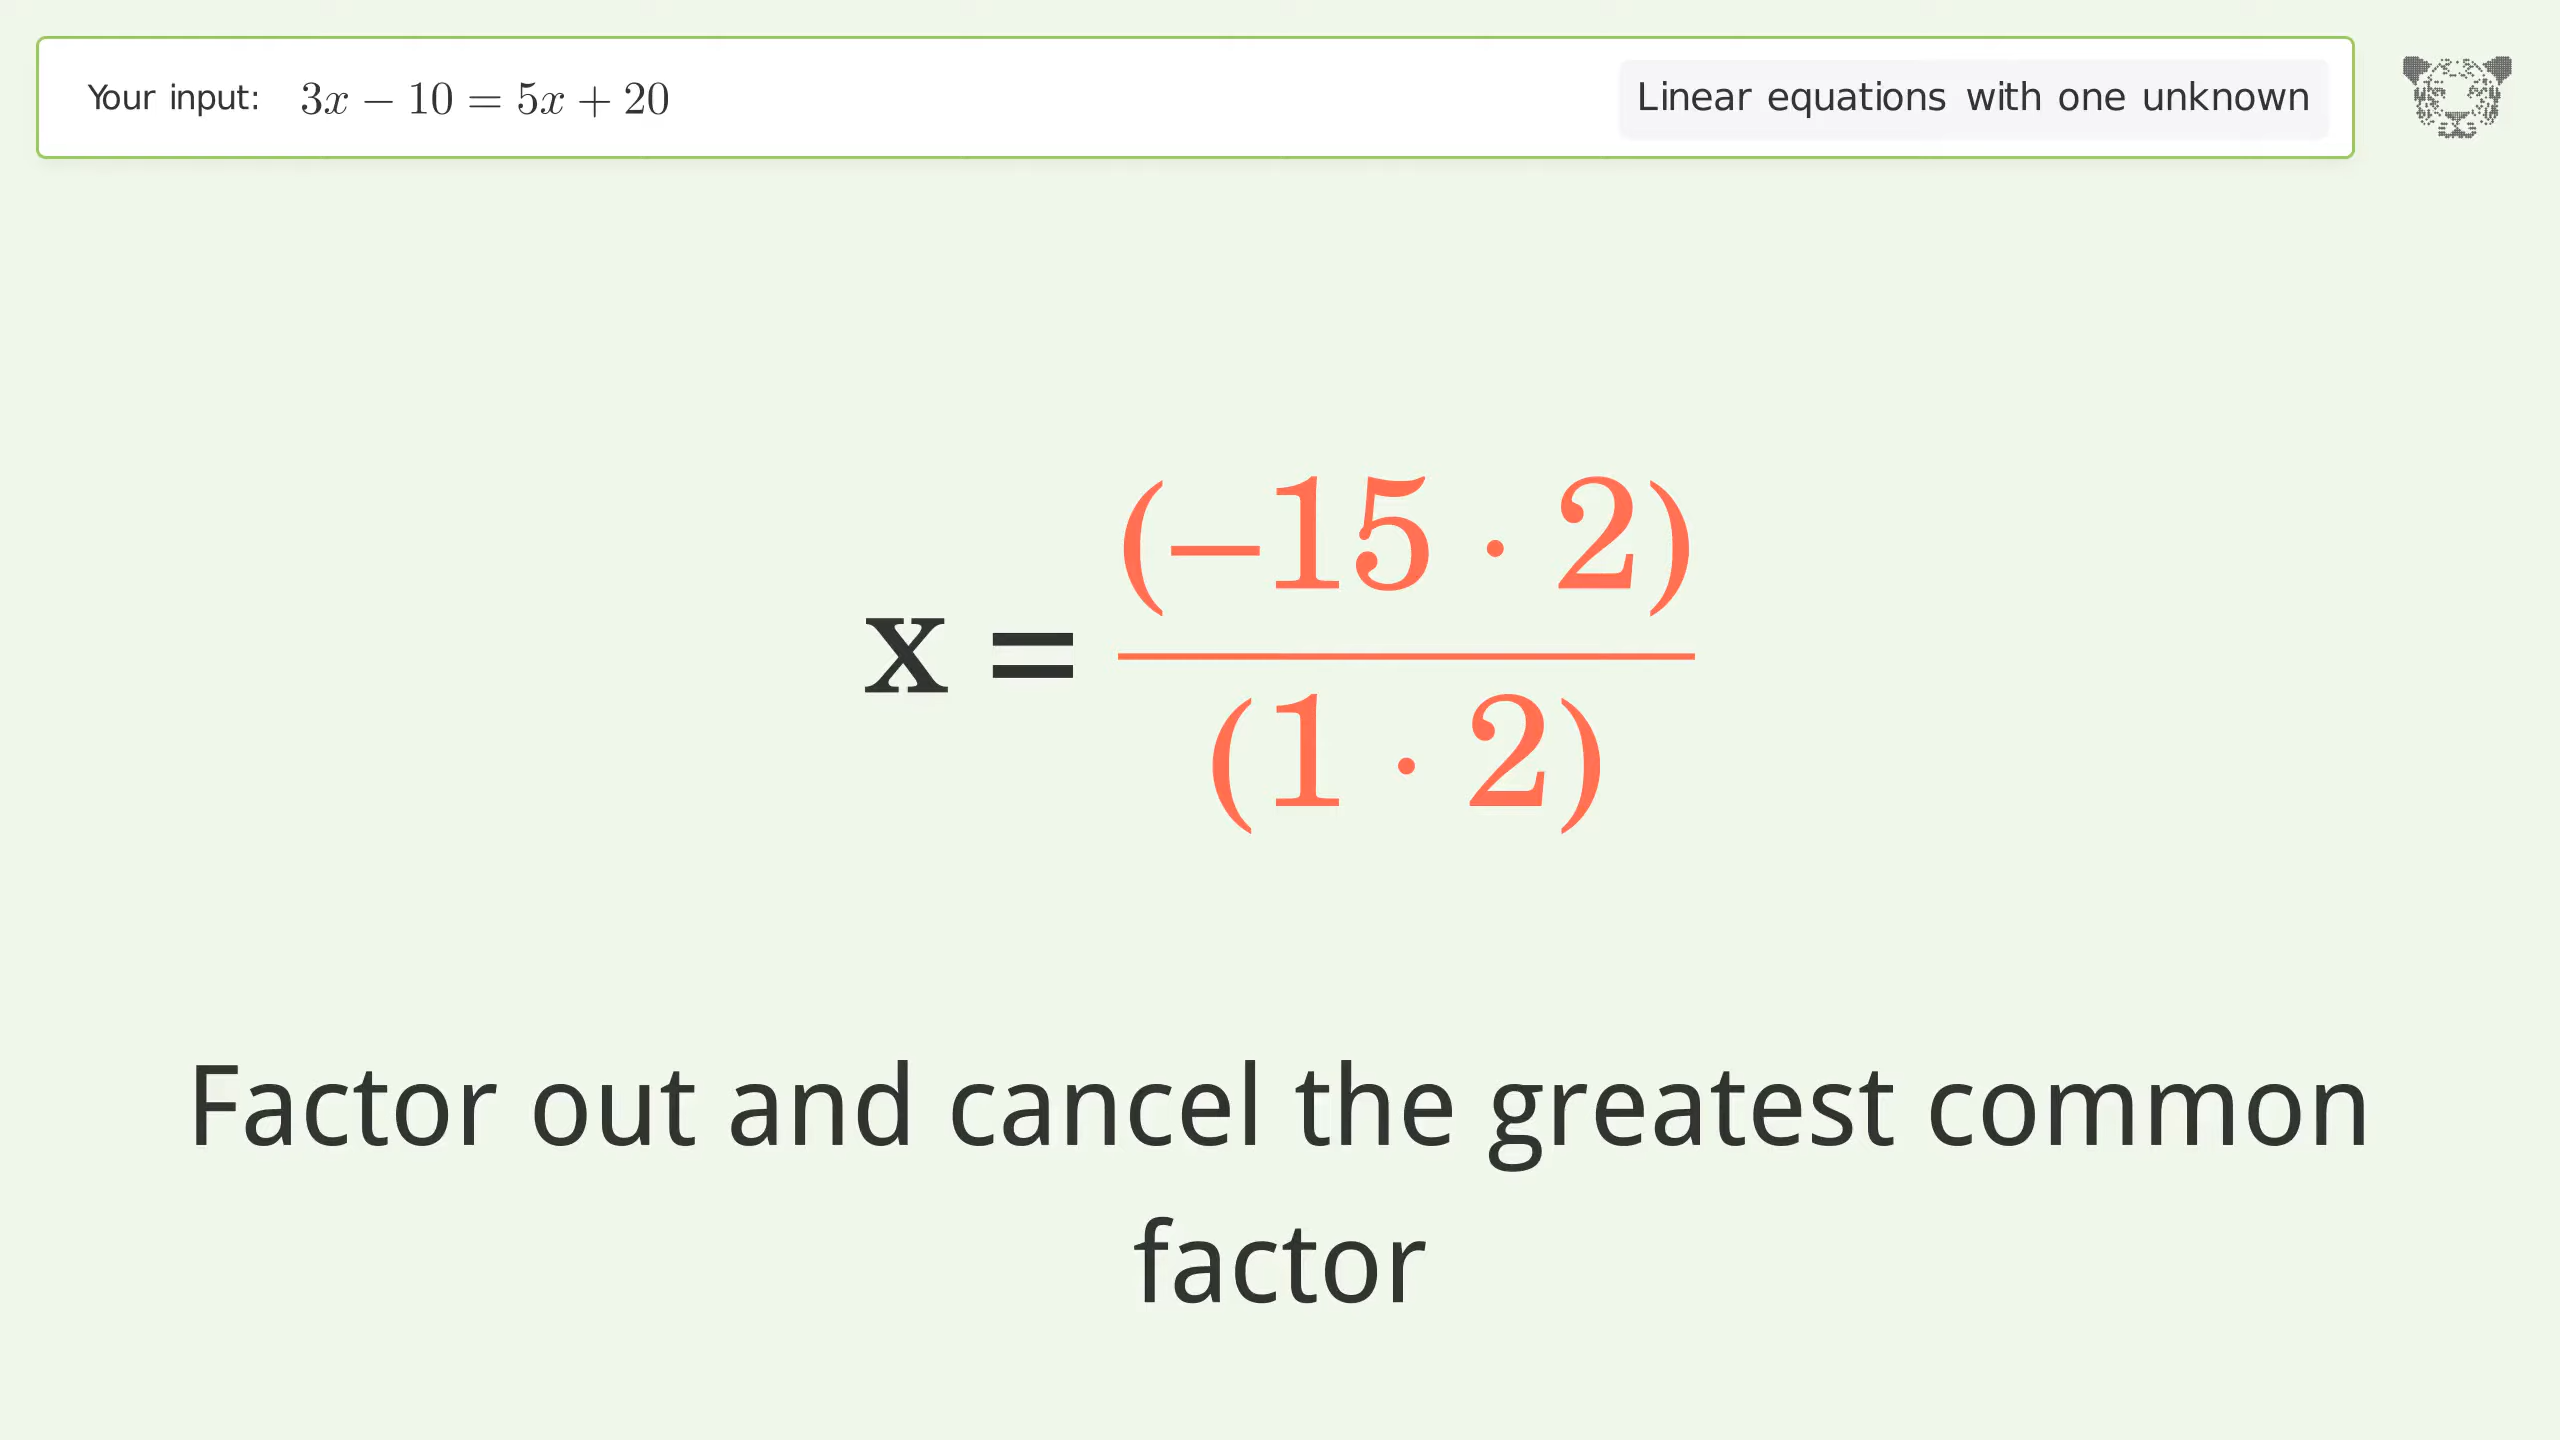 Your input: 3x − 10 = 5x + 20
Linear equations with one unknown
x = (−15 · 2) / (1 · 2)
Factor out and cancel the greatest common
factor